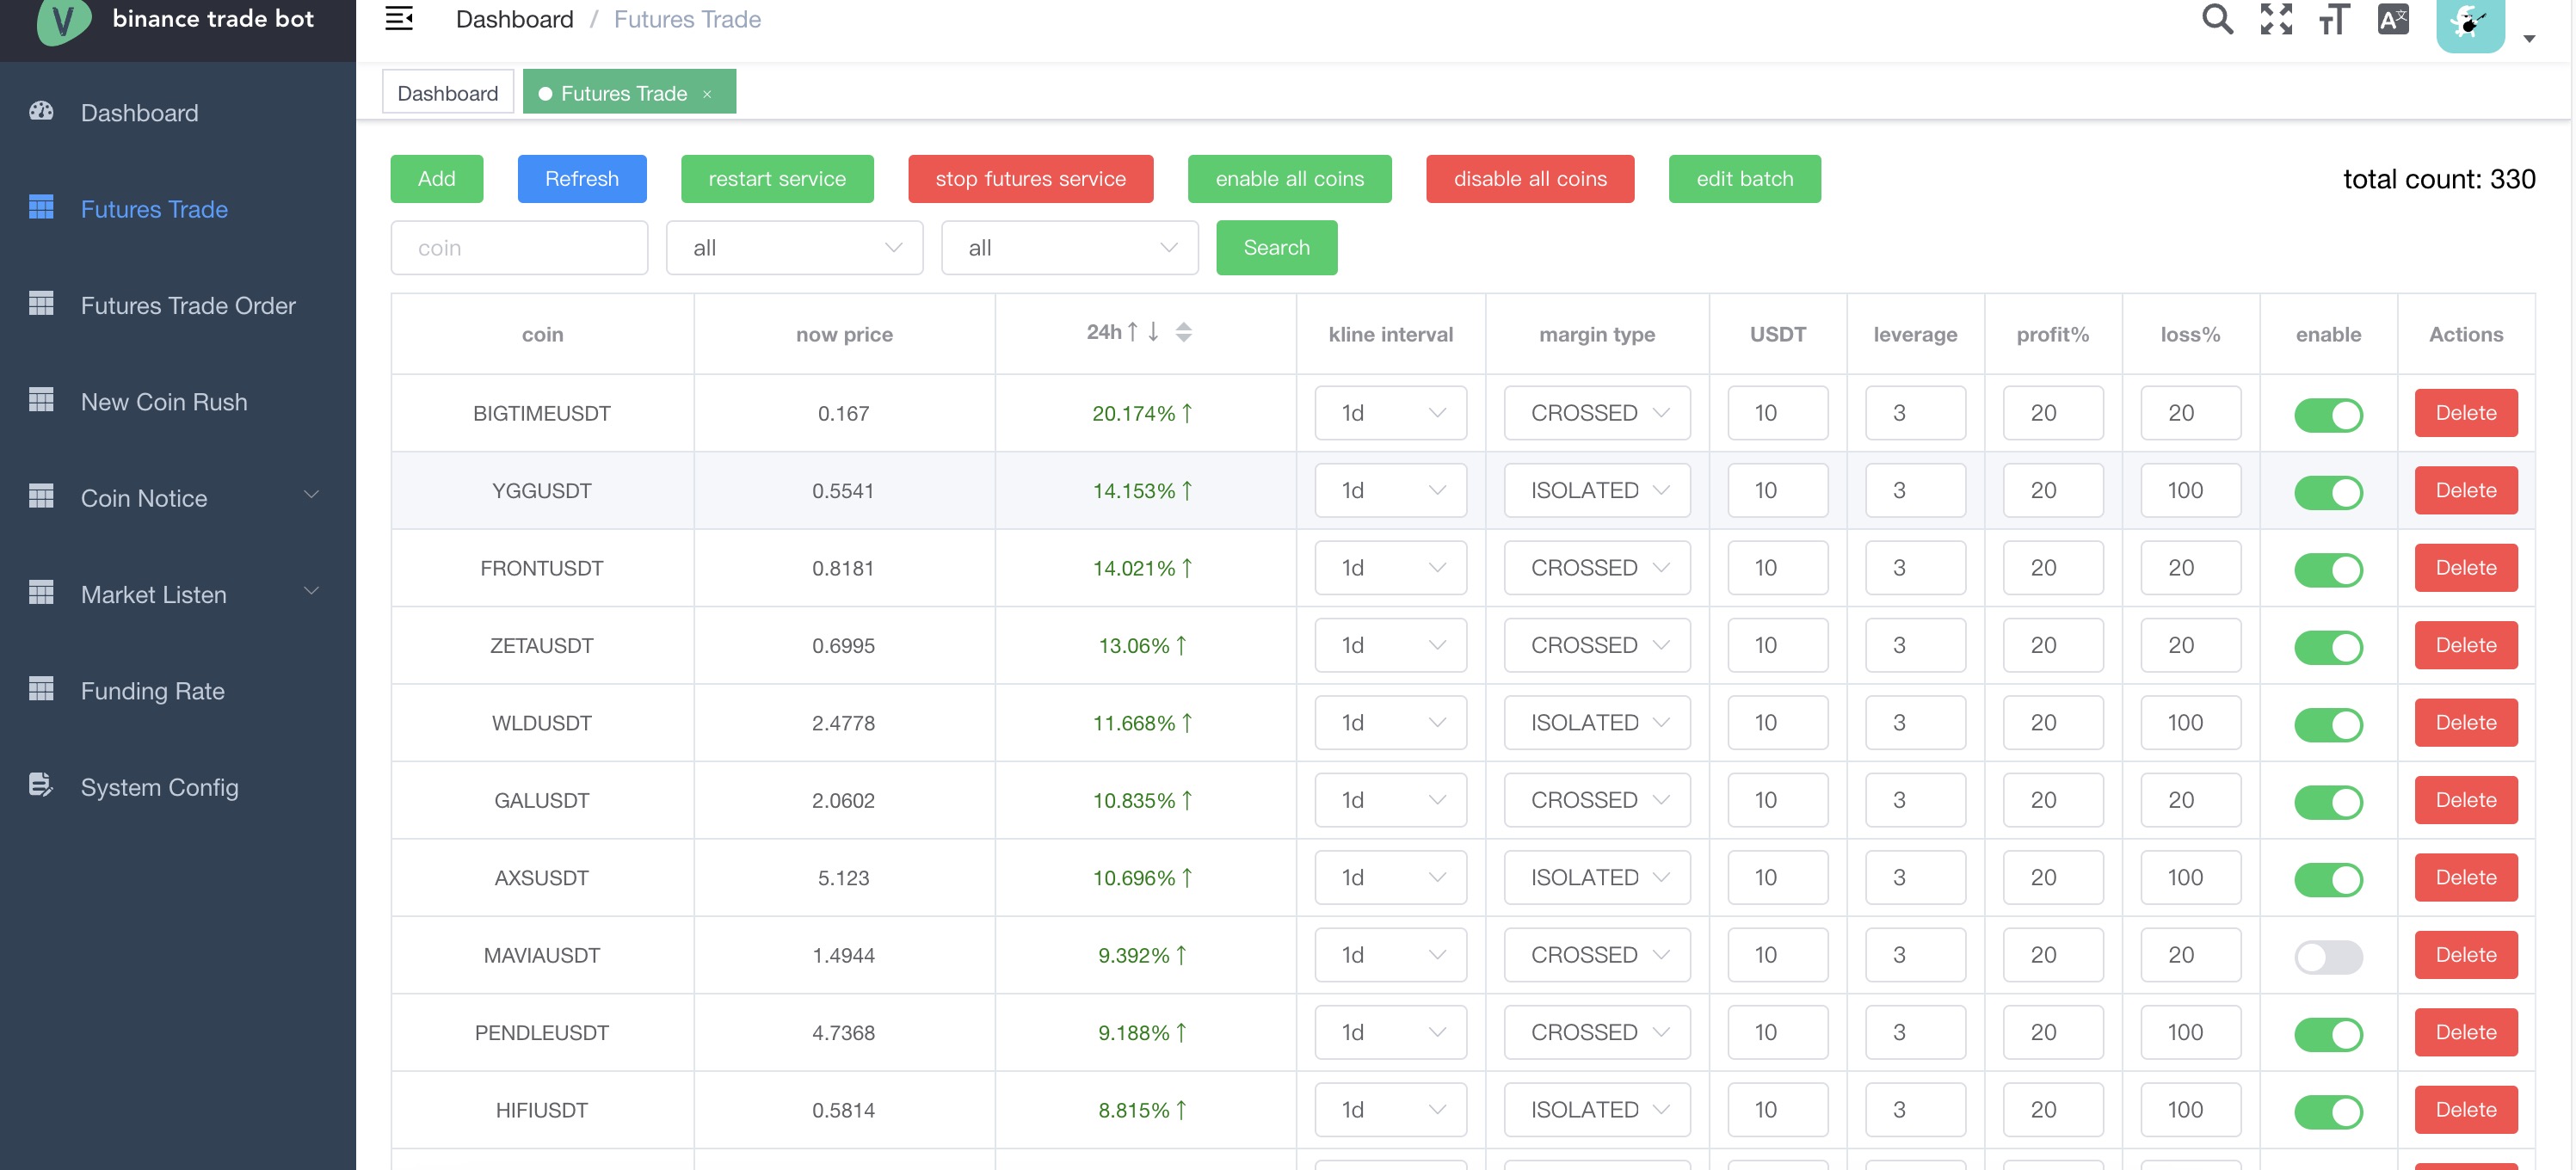 binance trade bot
Dashboard / Futures Trade
Dashboard
Futures Trade ×
Dashboard
Futures Trade
Futures Trade Order
New Coin Rush
Coin Notice
Market Listen
Funding Rate
System Config
Add Refresh restart service stop futures service enable all coins disable all coins edit batch total count: 330
coin all all Search
coin now price 24h↑↓ kline interval margin type USDT leverage profit% loss% enable Actions
BIGTIMEUSDT 0.167 20.174%↑ 1d CROSSED 10 3 20 20 Delete
YGGUSDT 0.5541 14.153%↑ 1d ISOLATED 10 3 20 100 Delete
FRONTUSDT 0.8181 14.021%↑ 1d CROSSED 10 3 20 20 Delete
ZETAUSDT 0.6995 13.06%↑ 1d CROSSED 10 3 20 20 Delete
WLDUSDT 2.4778 11.668%↑ 1d ISOLATED 10 3 20 100 Delete
GALUSDT 2.0602 10.835%↑ 1d CROSSED 10 3 20 20 Delete
AXSUSDT 5.123 10.696%↑ 1d ISOLATED 10 3 20 100 Delete
MAVIAUSDT 1.4944 9.392%↑ 1d CROSSED 10 3 20 20 Delete
PENDLEUSDT 4.7368 9.188%↑ 1d CROSSED 10 3 20 100 Delete
HIFIUSDT 0.5814 8.815%↑ 1d ISOLATED 10 3 20 100 Delete